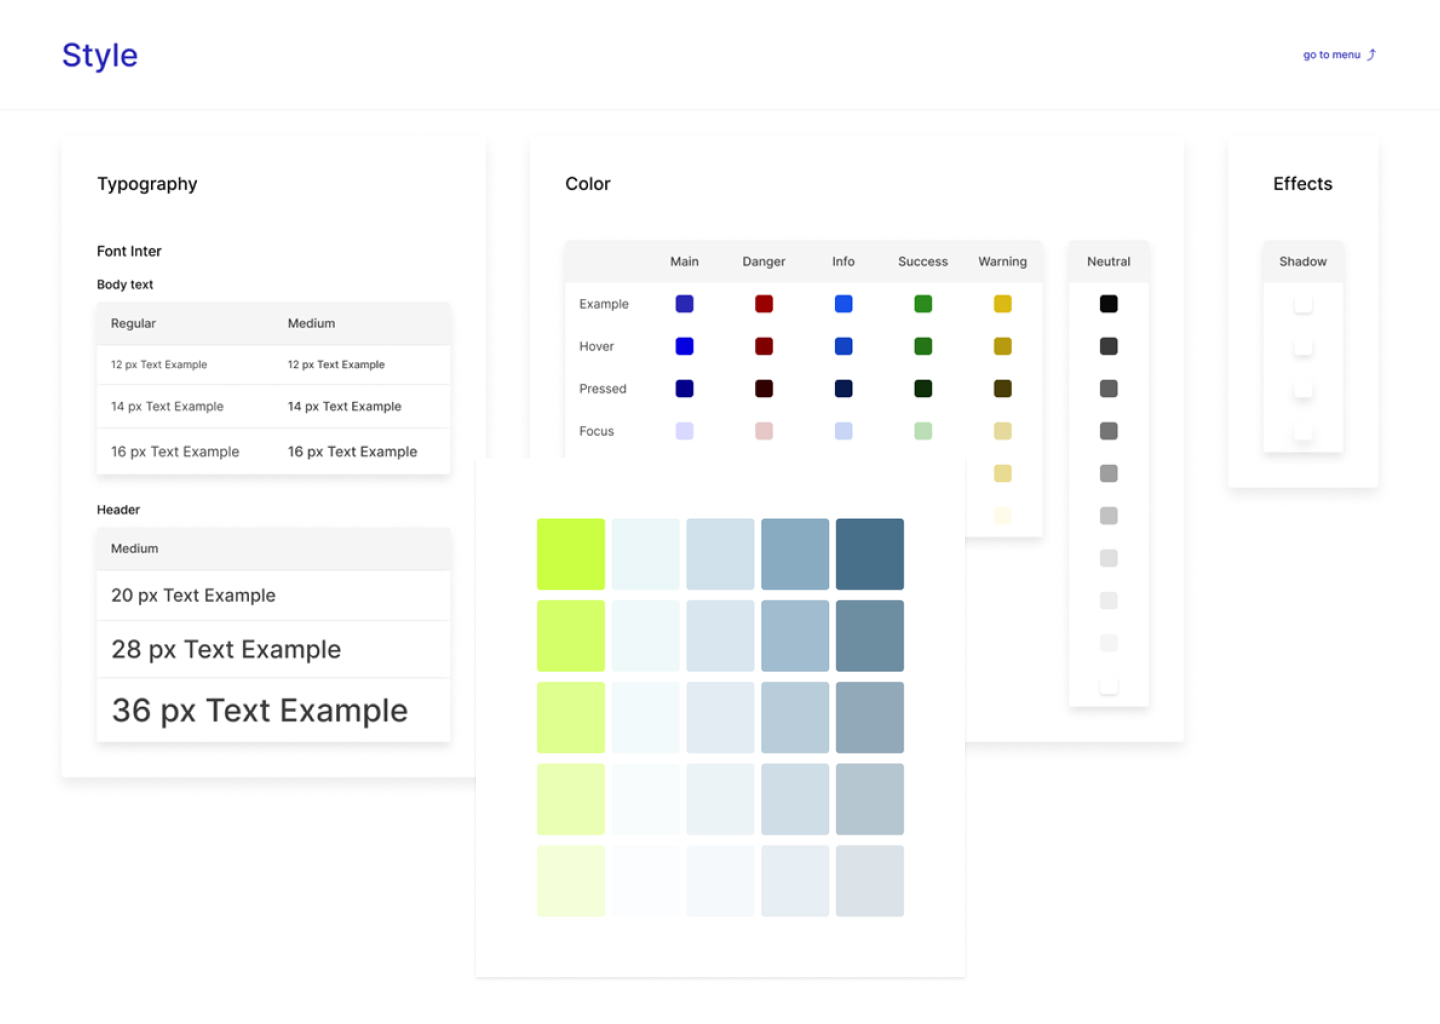 Style
go to menu
Typography
Font Inter
Body text
Regular Medium
12 px Text Example 12 px Text Example
14 px Text Example 14 px Text Example
16 px Text Example 16 px Text Example
Header
Medium
20 px Text Example
28 px Text Example
36 px Text Example
Color
Main Danger Info Success Warning
Example
Hover
Pressed
Focus
Neutral
Effects
Shadow